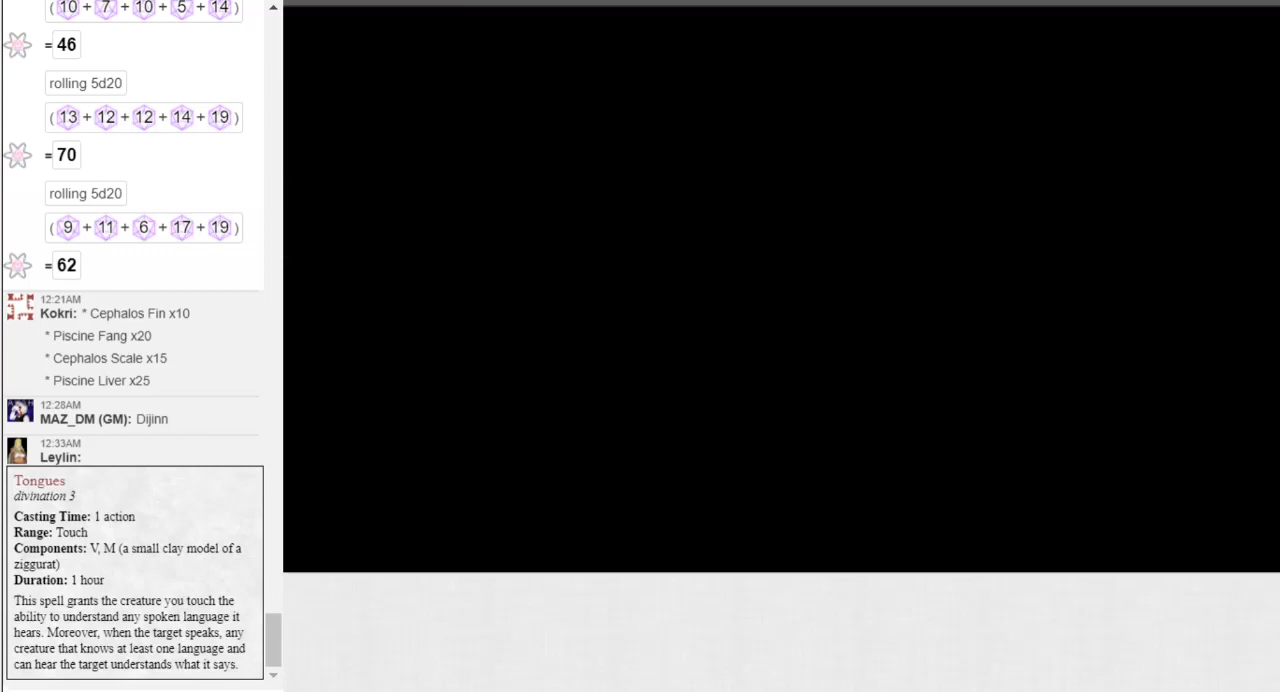 (10+7+10+5+14)
=46
rolling 5d20
(13+12+12+14+19)
=70
rolling 5d20
(9+11+6+17+19)
=62
12:21AM
Kokri: * Cephalos Fin x10
* Piscine Fang x20
* Cephalos Scale x15
* Piscine Liver x25
12:28AM
MAZ_DM (GM): Dijinn
12:33AM
Leylin:
Tongues
divination 3
Casting Time: 1 action
Range: Touch
Components: V, M (a small clay model of a
ziggurat)
Duration: 1 hour
This spell grants the creature you touch the
ability to understand any spoken language it
hears. Moreover, when the target speaks, any
creature that knows at least one language and
can hear the target understands what it says.